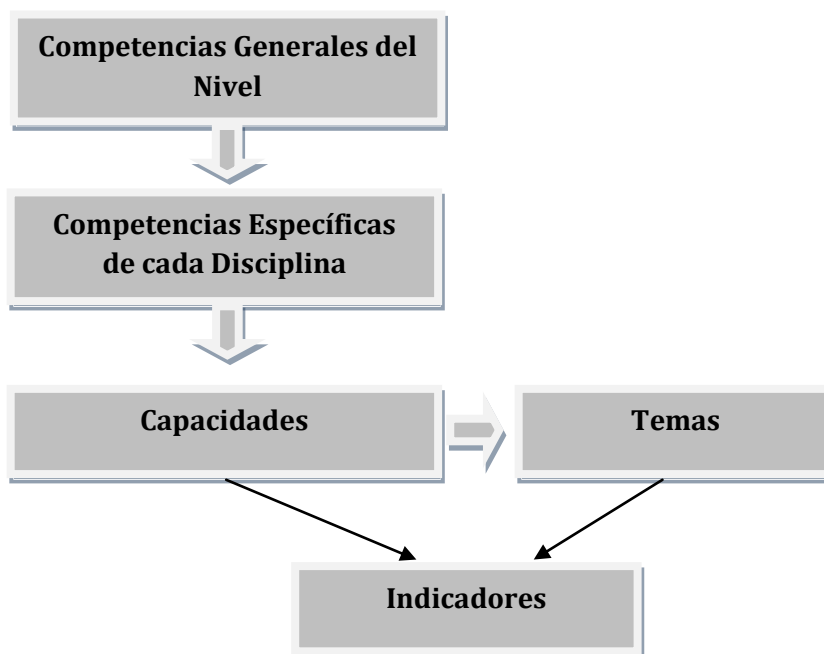 Competencias Generales del
Nivel
Competencias Específicas
de cada Disciplina
Capacidades
Temas
Indicadores